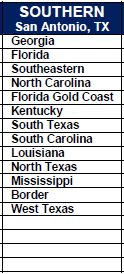 SOUTHERN
San Antonio, TX
Georgia
Florida
Southeastern
North Carolina
Florida Gold Coast
Kentucky
South Texas
South Carolina
Louisiana
North Texas
Mississippi
Border
West Texas